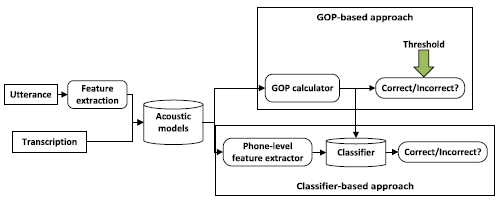 GOP-based approach
Threshold
Utterance
Feature
extraction
GOP calculator
Correct/Incorrect?
Acoustic
models
Transcription
Phone-level
feature extractor
Classifier
Correct/Incorrect?
Classifier-based approach